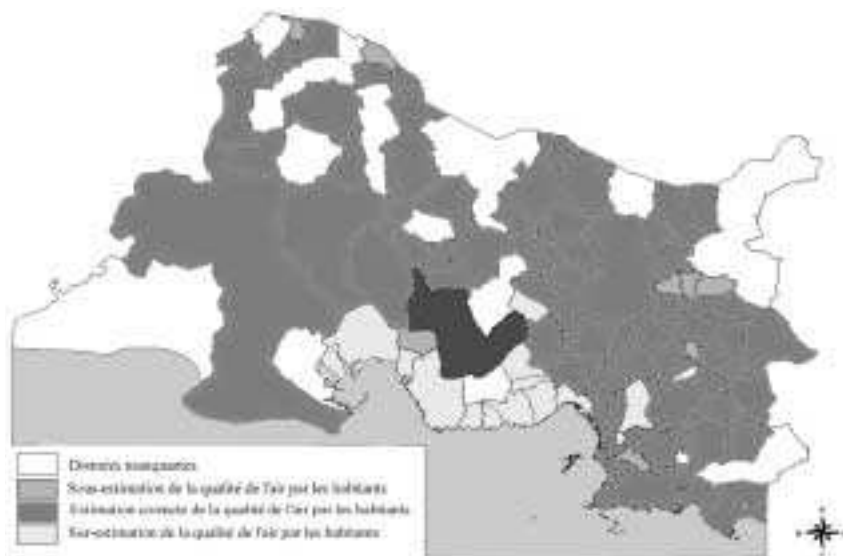 Données manquantes
Sous-estimation de la qualité de l'air par les habitants
Estimation correcte de la qualité de l'air par les habitants
Sur-estimation de la qualité de l'air par les habitants